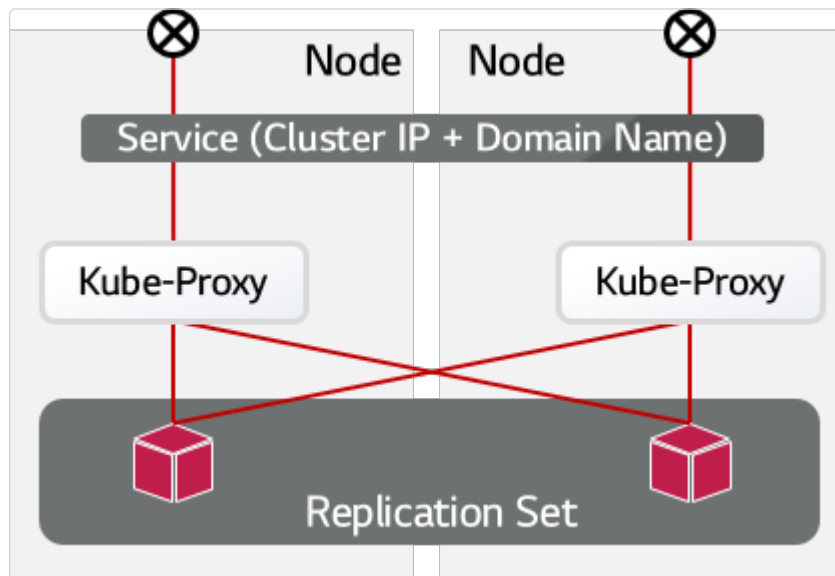 Node
Node
Service (Cluster IP + Domain Name)
Kube-Proxy
Kube-Proxy
Replication Set